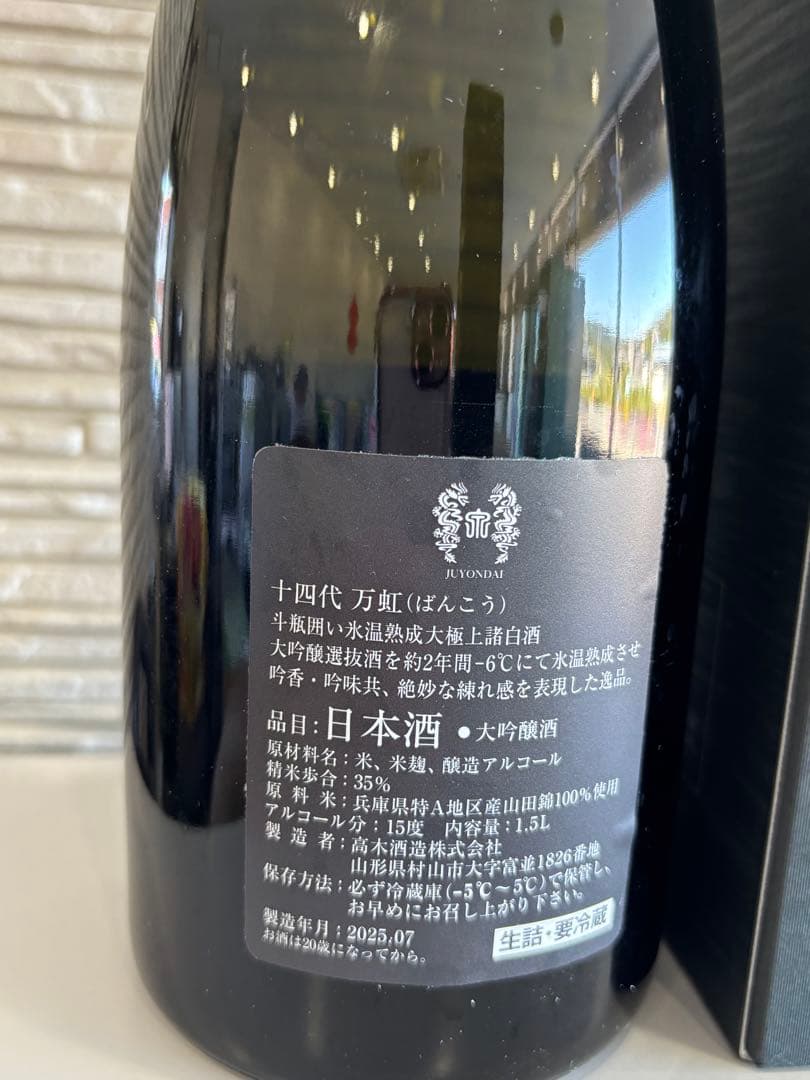 JUYONDAI
十四代 万虹(ばんこう)
斗瓶囲い氷温熟成大極上諸白酒
大吟醸選抜酒を約2年間-6℃にて氷温熟成させ
吟香・吟味共、絶妙な練れ感を表現した逸品。
品目:日本酒 ●大吟醸酒
原材料名:米、米麹、醸造アルコール
精米歩合:35%
原料米:兵庫県特A地区産山田錦100%使用
アルコール分:15度 内容量:1.5L
製造者:高木酒造株式会社
山形県村山市大字富並1826番地
保存方法:必ず冷蔵庫(-5℃~5℃)で保管し、
お早めにお召し上がり下さい。
製造年月:2025.07
お酒は20歳になってから。
生詰・要冷蔵